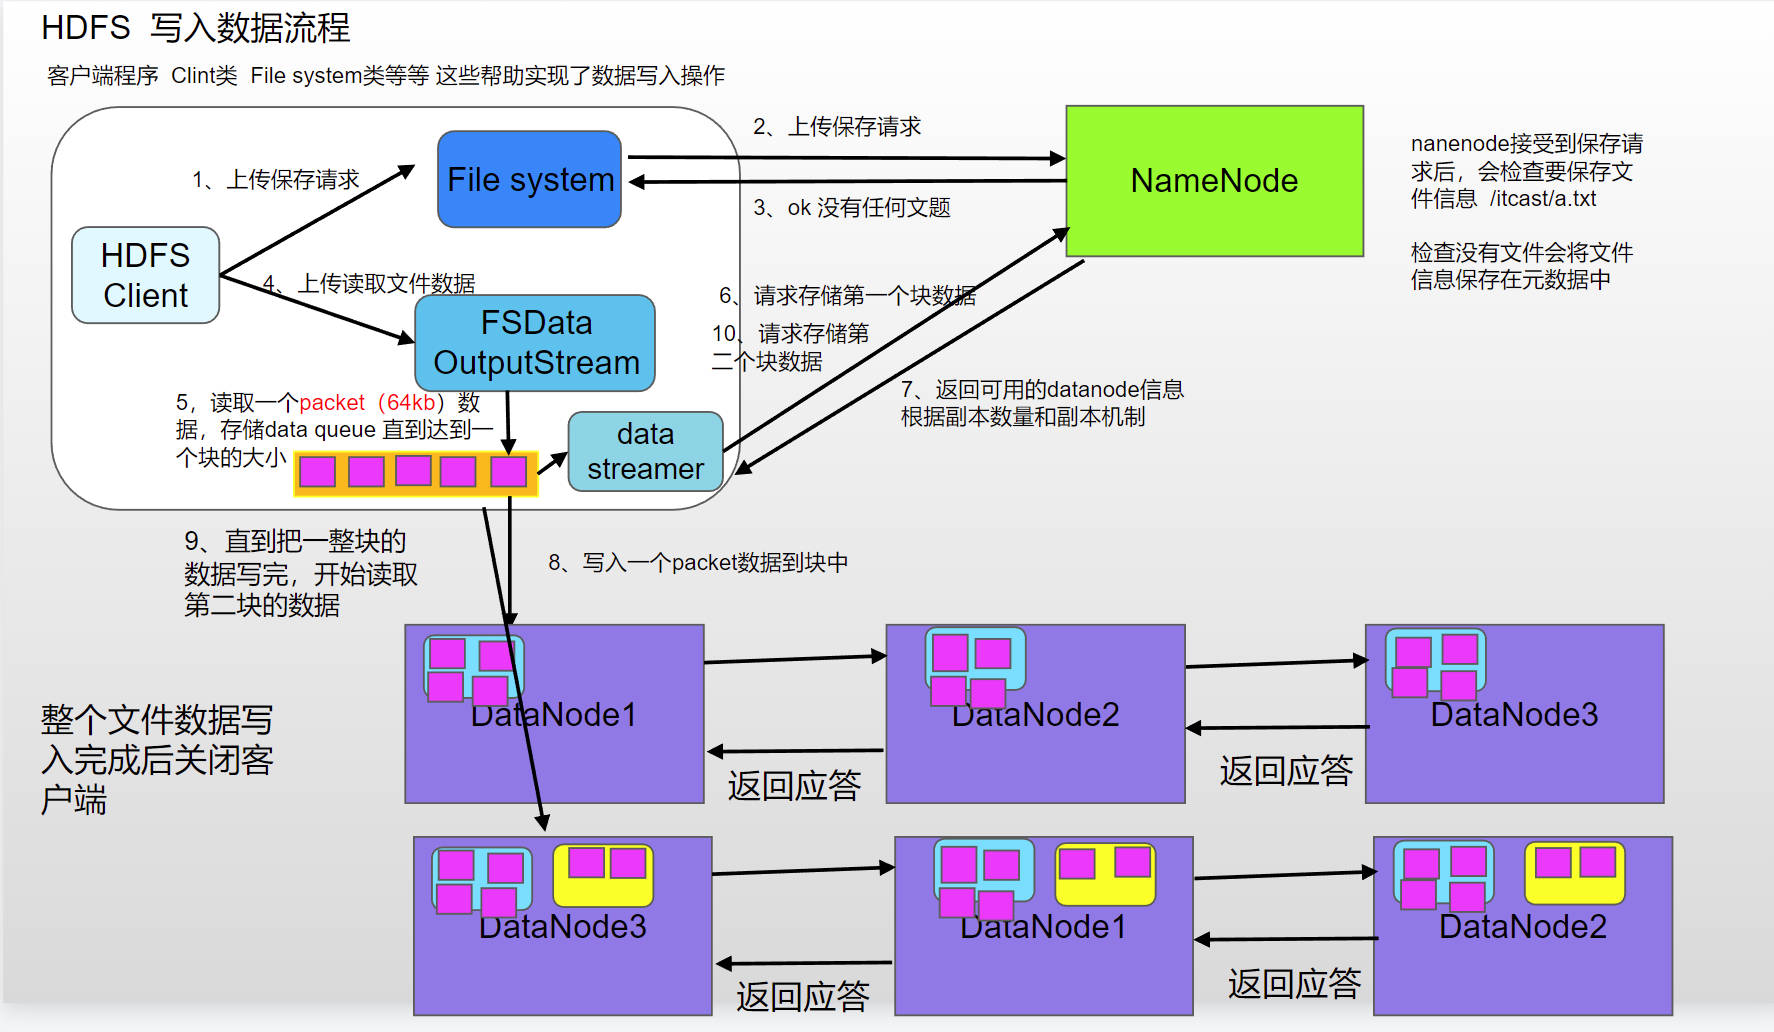 HDFS 写入数据流程
客户端程序 Clint类 File system类等等 这些帮助实现了数据写入操作
2、上传保存请求
nanenode接受到保存请
求后，会检查要保存文
件信息 /itcast/a.txt
1、上传保存请求
File system
NameNode
3、ok 没有任何文题
HDFS
Client
检查没有文件会将文件
信息保存在元数据中
4、上传读取文件数据
6、请求存储第一个块数据
FSData
OutputStream
10、请求存储第
二个块数据
7、返回可用的datanode信息
根据副本数量和副本机制
5，读取一个packet（64kb）数
据，存储data queue 直到达到一
个块的大小
data
streamer
9、直到把一整块的
数据写完，开始读取
第二块的数据
8、写入一个packet数据到块中
整个文件数据写
入完成后关闭客
户端
DataNode1
DataNode2
DataNode3
返回应答
返回应答
DataNode3
DataNode1
DataNode2
返回应答
返回应答